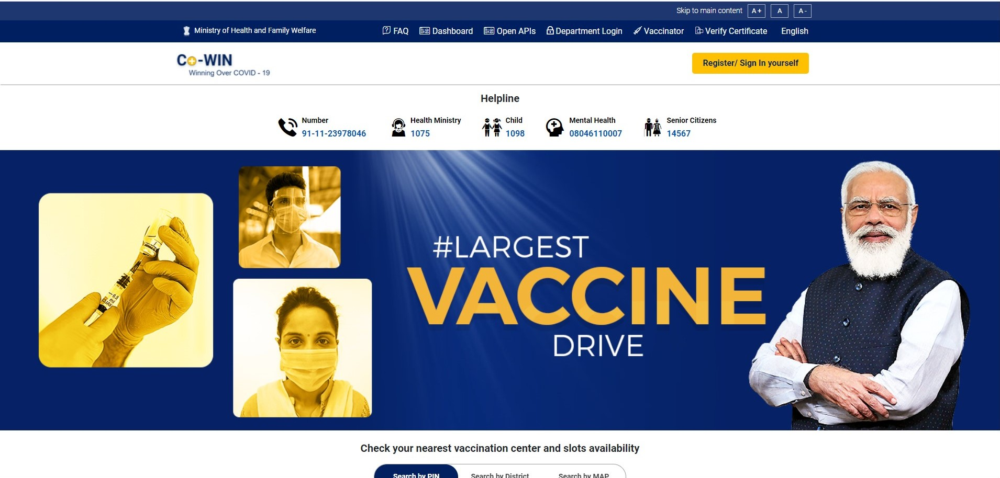 Skip to main content A+ A A-
Ministry of Health and Family Welfare FAQ Dashboard Open APIs Department Login Vaccinator Verify Certificate English
Co-WIN
Winning Over COVID - 19
Register/ Sign In yourself
Helpline
Number
91-11-23978046
Health Ministry
1075
Child
1098
Mental Health
08046110007
Senior Citizens
14567
0.5
ml
#LARGEST
VACCINE
DRIVE
Check your nearest vaccination center and slots availability
Search by PIN Search by District Search by MAP